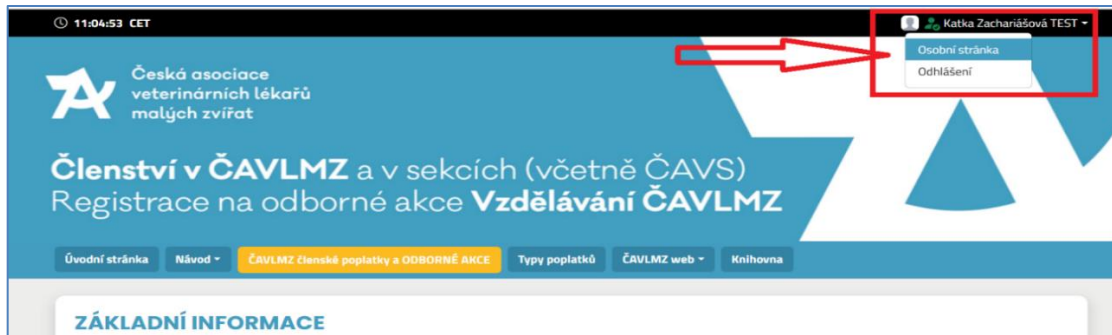 11:04:53 CET
Katka Zachariášová TEST
Osobní stránka
Odhlášení
Česká asociace
veterinárních lékařů
malých zvířat
Členství v ČAVLMZ a v sekcích (včetně ČAVS)
Registrace na odborné akce Vzdělávání ČAVLMZ
Úvodní stránka Návod ČAVLMZ členské poplatky a ODBORNÉ AKCE Typy poplatků ČAVLMZ web Knihovna
ZÁKLADNÍ INFORMACE